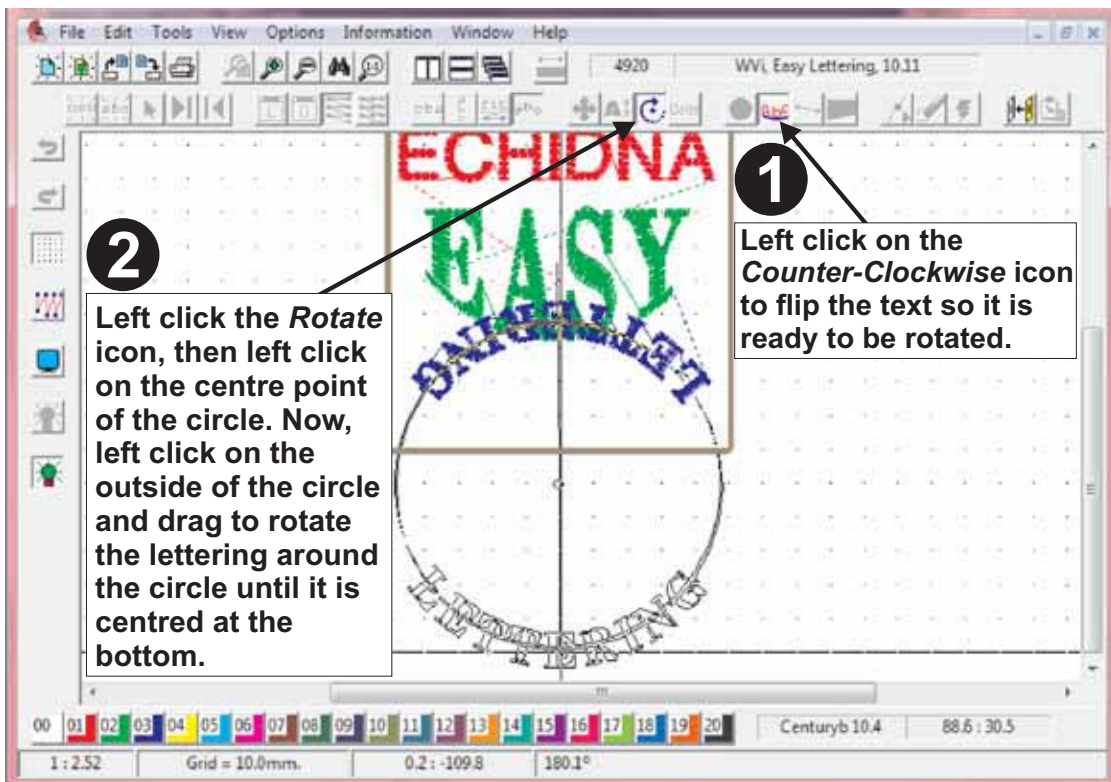 File Edit Tools View Options Information Window Help
4920 WVi, Easy Lettering, 10.11
ECHIDNA
EASY
LETTERING
1
Left click on the
Counter-Clockwise icon
to flip the text so it is
ready to be rotated.
2
Left click the Rotate
icon, then left click
on the centre point
of the circle. Now,
left click on the
outside of the circle
and drag to rotate
the lettering around
the circle until it is
centred at the
bottom.
LETTERING
00 01 02 03 04 05 06 07 08 09 10 11 12 13 14 15 16 17 18 19 20 Centuryb 10.4 88.6 : 30.5
1 : 2.52 Grid = 10.0mm. 0.2 : -109.8 180.1°